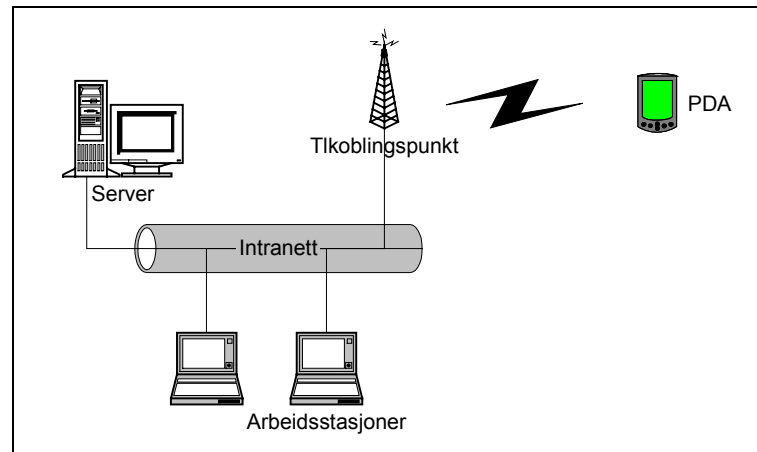 PDA
Tlkoblingspunkt
Server
Intranett
Arbeidsstasjoner